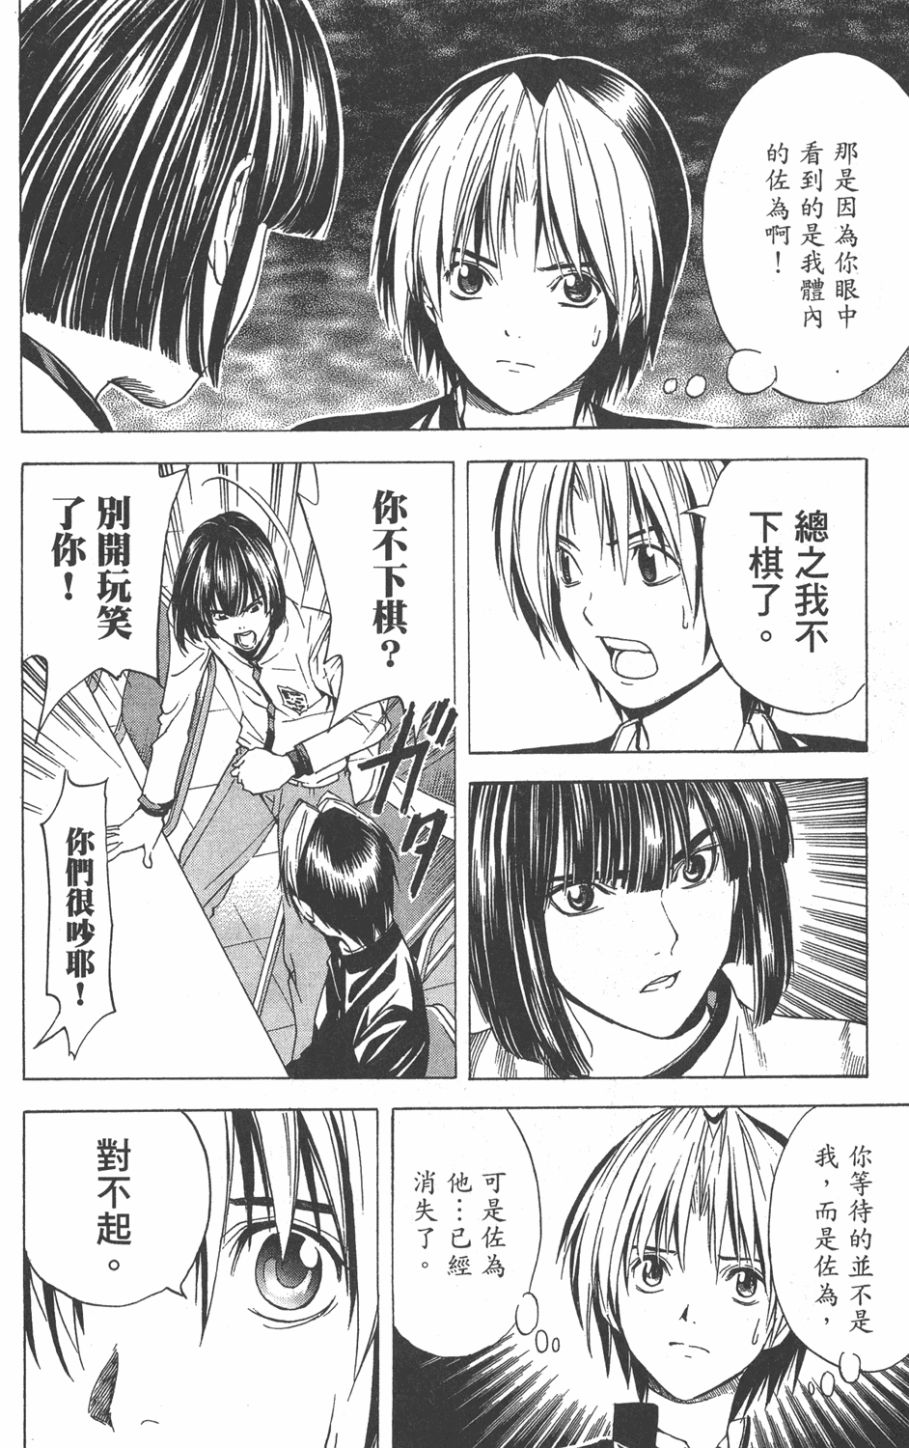 那是因為你眼中
看到的是我體內
的佐為啊！
總之我不
下棋了。
你不下棋？
別開玩笑
了你！
ガタ
你們很吵耶！
你等待的並不是
我，而是佐為，
可是佐為
他…已經
消失了。
對不起。